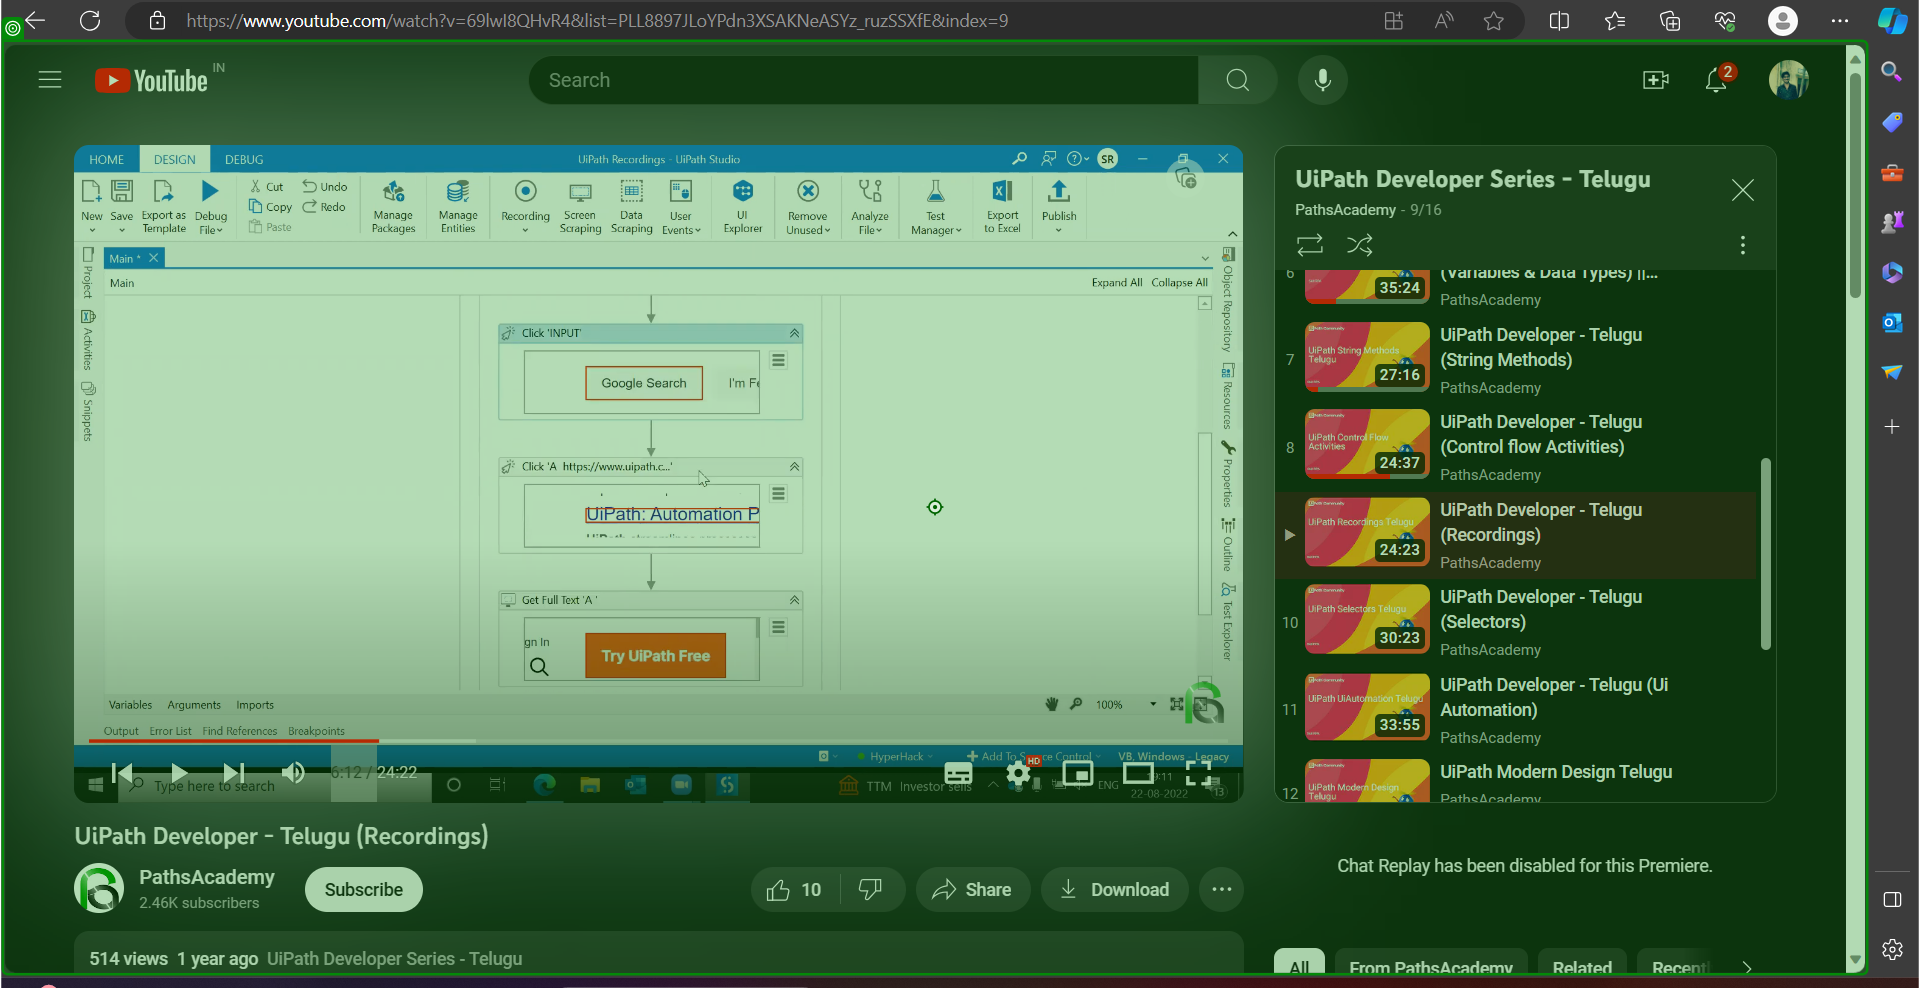 https://www.youtube.com/watch?v=69lwI8QHvR4&list=PLL8897JLoYPdn3XSAKNeASYz_ruzSSXfE&index=9
YouTube IN
Search
2
HOME DESIGN DEBUG
UiPath Recordings - UiPath Studio
SR
New
Save
Export as Template
Debug File
Cut
Copy
Paste
Undo
Redo
Manage Packages
Manage Entities
Recording
Screen Scraping
Data Scraping
User Events
UI Explorer
Remove Unused
Analyze File
Test Manager
Export to Excel
Publish
Main *
Main
Expand All Collapse All
Project
Activities
Snippets
Object Repository
Resources
Properties
Outline
Test Explorer
Click 'INPUT'
Google Search
I'm Fe
Click 'A https://www.uipath.c...'
UiPath: Automation P
Get Full Text 'A '
gn In
Try UiPath Free
Variables Arguments Imports
100%
Output Error List Find References Breakpoints
HyperHack
VB, Windows - Legacy
6:12 / 24:22
Type here to search
HD
TTM Investor sells
ENG
19:11
22-08-2022
13
UiPath Developer - Telugu (Recordings)
PathsAcademy
2.46K subscribers
Subscribe
10
Share
Download
514 views 1 year ago UiPath Developer Series - Telugu
UiPath Developer Series - Telugu
PathsAcademy - 9/16
6
35:24
(Variables & Data Types) ||...
PathsAcademy
7
UiPath String Methods
Telugu
27:16
UiPath Developer - Telugu
(String Methods)
PathsAcademy
8
UiPath Control Flow
Activities
24:37
UiPath Developer - Telugu
(Control flow Activities)
PathsAcademy
UiPath Recordings Telugu
24:23
UiPath Developer - Telugu
(Recordings)
PathsAcademy
10
UiPath Selectors Telugu
30:23
UiPath Developer - Telugu
(Selectors)
PathsAcademy
11
UiPath UiAutomation Telugu
33:55
UiPath Developer - Telugu (Ui
Automation)
PathsAcademy
12
UiPath Modern Design
Telugu
UiPath Modern Design Telugu
PathsAcademy
Chat Replay has been disabled for this Premiere.
All
From PathsAcademy
Related
Recent